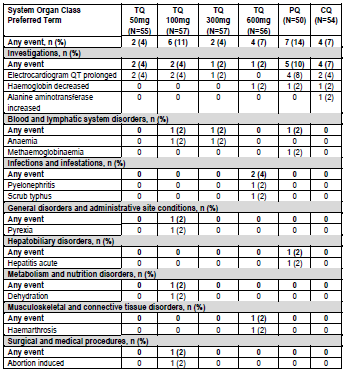 System Organ Class Preferred Term TQ 50mg (N=55) TQ 100mg (N=57) TQ 300mg (N=57) TQ 600mg (N=56) PQ (N=50) CQ (N=54)
Any event, n (%) 2 (4) 6 (11) 2 (4) 4 (7) 7 (14) 4 (7)
Investigations, n (%)
Any event 2 (4) 2 (4) 1 (2) 1 (2) 5 (10) 4 (7)
Electrocardiogram QT prolonged 2 (4) 2 (4) 1 (2) 0 4 (8) 2 (4)
Haemoglobin decreased 0 0 0 1 (2) 1 (2) 1 (2)
Alanine aminotransferase increased 0 0 0 0 0 1 (2)
Blood and lymphatic system disorders, n (%)
Any event 0 1 (2) 1 (2) 0 1 (2) 0
Anaemia 0 1 (2) 1 (2) 0 0 0
Methaemoglobinaemia 0 0 0 0 1 (2) 0
Infections and infestations, n (%)
Any event 0 0 0 2 (4) 0 0
Pyelonephritis 0 0 0 1 (2) 0 0
Scrub typhus 0 0 0 1 (2) 0 0
General disorders and administrative site conditions, n (%)
Any event 0 1 (2) 0 0 0 0
Pyrexia 0 1 (2) 0 0 0 0
Hepatobiliary disorders, n (%)
Any event 0 0 0 0 1 (2) 0
Hepatitis acute 0 0 0 0 1 (2) 0
Metabolism and nutrition disorders, n (%)
Any event 0 1 (2) 0 0 0 0
Dehydration 0 1 (2) 0 0 0 0
Musculoskeletal and connective tissue disorders, n (%)
Any event 0 0 0 1 (2) 0 0
Haemarthrosis 0 0 0 1 (2) 0 0
Surgical and medical procedures, n (%)
Any event 0 1 (2) 0 0 0 0
Abortion induced 0 1 (2) 0 0 0 0